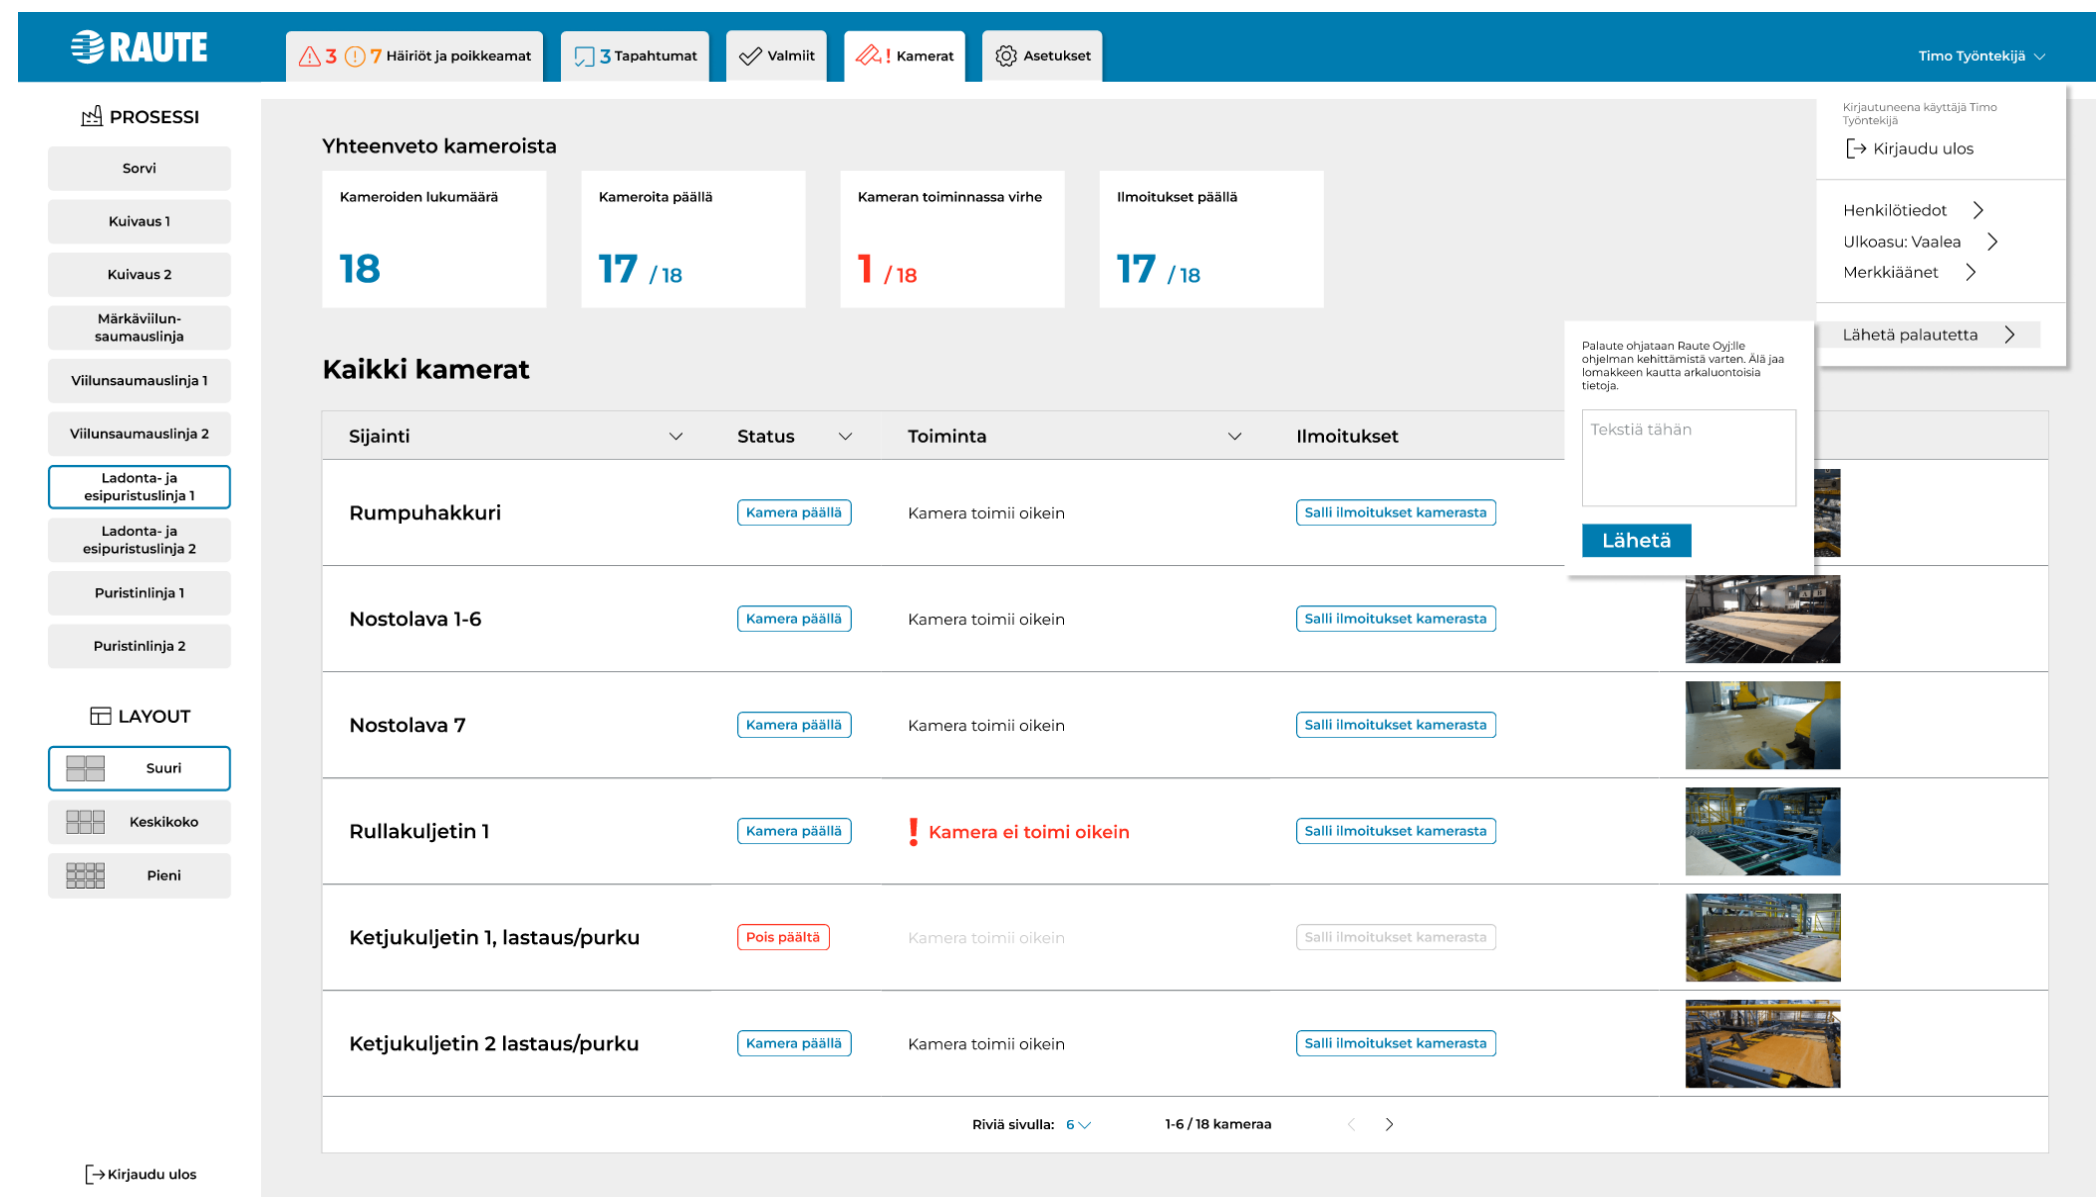 RAUTE
3 7 Häiriöt ja poikkeamat
3 Tapahtumat
Valmiit
! Kamerat
Asetukset
Timo Työntekijä
PROSESSI
Sorvi
Kuivaus 1
Kuivaus 2
Märkäviilun-
saumauslinja
Viilunsaumauslinja 1
Viilunsaumauslinja 2
Ladonta- ja
esipuristuslinja 1
Ladonta- ja
esipuristuslinja 2
Puristinlinja 1
Puristinlinja 2
LAYOUT
Suuri
Keskikoko
Pieni
Kirjaudu ulos
Yhteenveto kameroista
Kameroiden lukumäärä
18
Kameroita päällä
17 / 18
Kameran toiminnassa virhe
1 / 18
Ilmoitukset päällä
17 / 18
Kirjautuneena käyttäjä Timo
Työntekijä
Kirjaudu ulos
Henkilötiedot
Ulkoasu: Vaalea
Merkkiäänet
Lähetä palautetta
Palaute ohjataan Raute Oyj:lle
ohjelman kehittämistä varten. Älä jaa
lomakkeen kautta arkaluontoisia
tietoja.
Tekstiä tähän
Lähetä
Kaikki kamerat
Sijainti Status Toiminta Ilmoitukset
Rumpuhakkuri Kamera päällä Kamera toimii oikein Salli ilmoitukset kamerasta
Nostolava 1-6 Kamera päällä Kamera toimii oikein Salli ilmoitukset kamerasta
Nostolava 7 Kamera päällä Kamera toimii oikein Salli ilmoitukset kamerasta
Rullakuljetin 1 Kamera päällä ! Kamera ei toimi oikein Salli ilmoitukset kamerasta
Ketjukuljetin 1, lastaus/purku Pois päältä Kamera toimii oikein Salli ilmoitukset kamerasta
Ketjukuljetin 2 lastaus/purku Kamera päällä Kamera toimii oikein Salli ilmoitukset kamerasta
Riviä sivulla: 6 1-6 / 18 kameraa